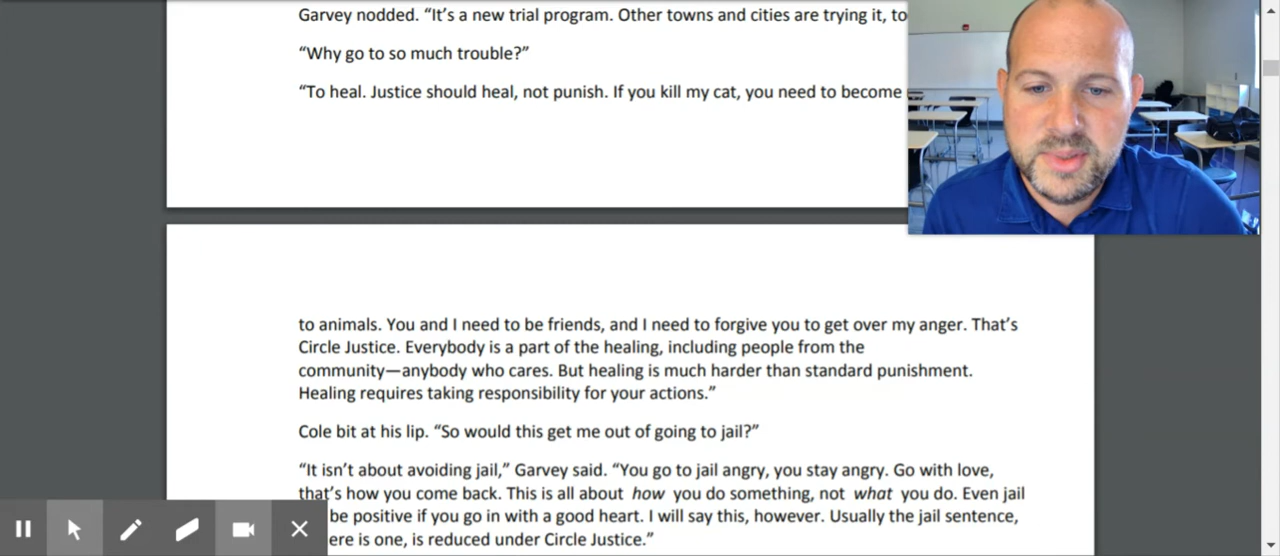 Garvey nodded. “It’s a new trial program. Other towns and cities are trying it, to
“Why go to so much trouble?”
“To heal. Justice should heal, not punish. If you kill my cat, you need to become
to animals. You and I need to be friends, and I need to forgive you to get over my anger. That’s
Circle Justice. Everybody is a part of the healing, including people from the
community—anybody who cares. But healing is much harder than standard punishment.
Healing requires taking responsibility for your actions.”
Cole bit at his lip. “So would this get me out of going to jail?”
“It isn’t about avoiding jail,” Garvey said. “You go to jail angry, you stay angry. Go with love,
that’s how you come back. This is all about how you do something, not what you do. Even jail
be positive if you go in with a good heart. I will say this, however. Usually the jail sentence,
ere is one, is reduced under Circle Justice.”